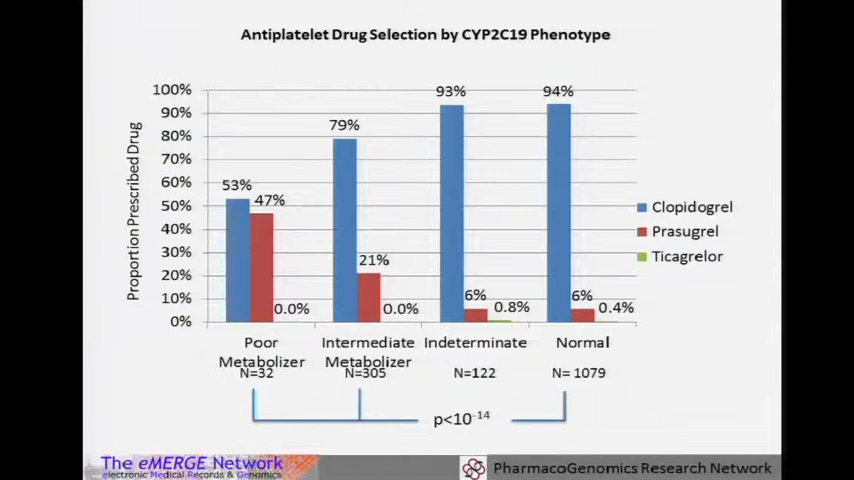 Antiplatelet Drug Selection by CYP2C19 Phenotype
Proportion Prescribed Drug
100%
90%
80%
70%
60%
50%
40%
30%
20%
10%
0%
53% 47% 0.0%
79% 21% 0.0%
93% 6% 0.8%
94% 6% 0.4%
Clopidogrel
Prasugrel
Ticagrelor
Poor Metabolizer
Intermediate Metabolizer
Indeterminate
Normal
N=32 N=305 N=122 N= 1079
p<10⁻¹⁴
The eMERGE Network
electronic Medical Records & Genomics
PharmacoGenomics Research Network